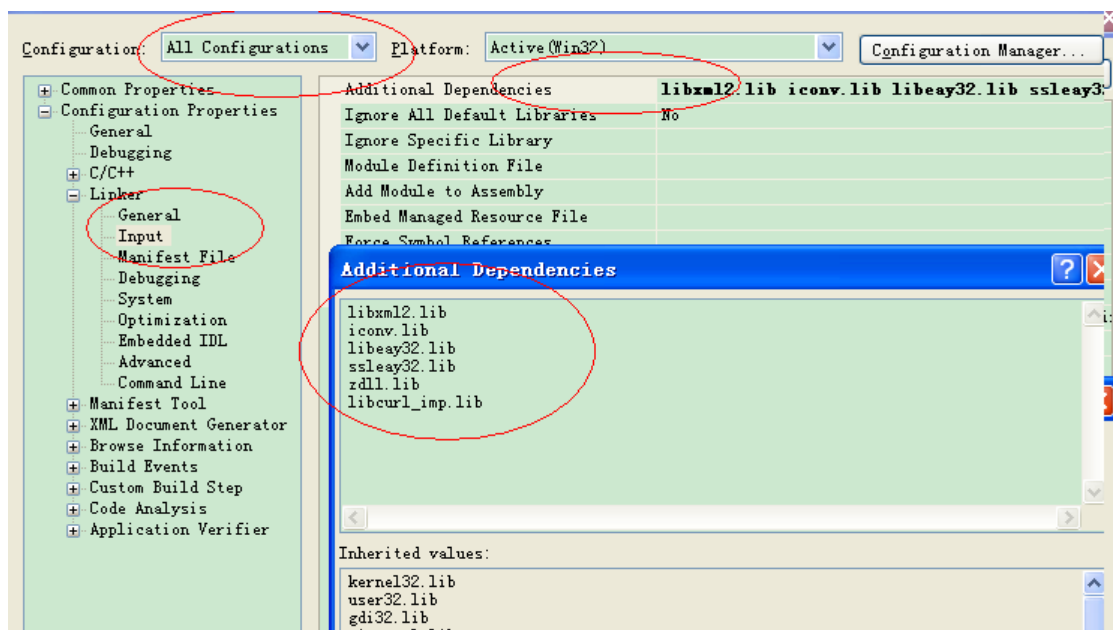 Configuration: All Configurations Platform: Active(Win32) Configuration Manager...
Common Properties
Configuration Properties
General
Debugging
C/C++
Linker
General
Input
Manifest File
Debugging
System
Optimization
Embedded IDL
Advanced
Command Line
Manifest Tool
XML Document Generator
Browse Information
Build Events
Custom Build Step
Code Analysis
Application Verifier
Additional Dependencies libxml2.lib iconv.lib libeay32.lib ssleay32
Ignore All Default Libraries No
Ignore Specific Library
Module Definition File
Add Module to Assembly
Embed Managed Resource File
Force Symbol References
Additional Dependencies
libxml2.lib
iconv.lib
libeay32.lib
ssleay32.lib
zdll.lib
libcurl_imp.lib
Inherited values:
kernel32.lib
user32.lib
gdi32.lib